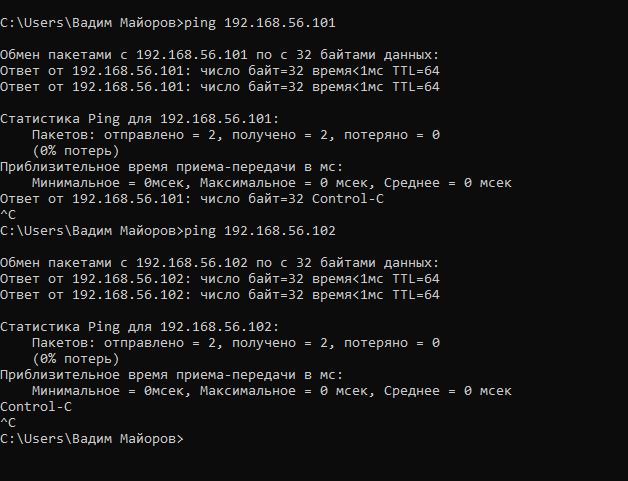 C:\Users\Вадим Майоров>ping 192.168.56.101
Обмен пакетами с 192.168.56.101 по с 32 байтами данных:
Ответ от 192.168.56.101: число байт=32 время<1мс TTL=64
Ответ от 192.168.56.101: число байт=32 время<1мс TTL=64
Статистика Ping для 192.168.56.101:
    Пакетов: отправлено = 2, получено = 2, потеряно = 0
    (0% потерь)
Приблизительное время приема-передачи в мс:
    Минимальное = 0мсек, Максимальное = 0 мсек, Среднее = 0 мсек
Ответ от 192.168.56.101: число байт=32 Control-C
^C
C:\Users\Вадим Майоров>ping 192.168.56.102
Обмен пакетами с 192.168.56.102 по с 32 байтами данных:
Ответ от 192.168.56.102: число байт=32 время<1мс TTL=64
Ответ от 192.168.56.102: число байт=32 время<1мс TTL=64
Статистика Ping для 192.168.56.102:
    Пакетов: отправлено = 2, получено = 2, потеряно = 0
    (0% потерь)
Приблизительное время приема-передачи в мс:
    Минимальное = 0мсек, Максимальное = 0 мсек, Среднее = 0 мсек
Control-C
^C
C:\Users\Вадим Майоров>